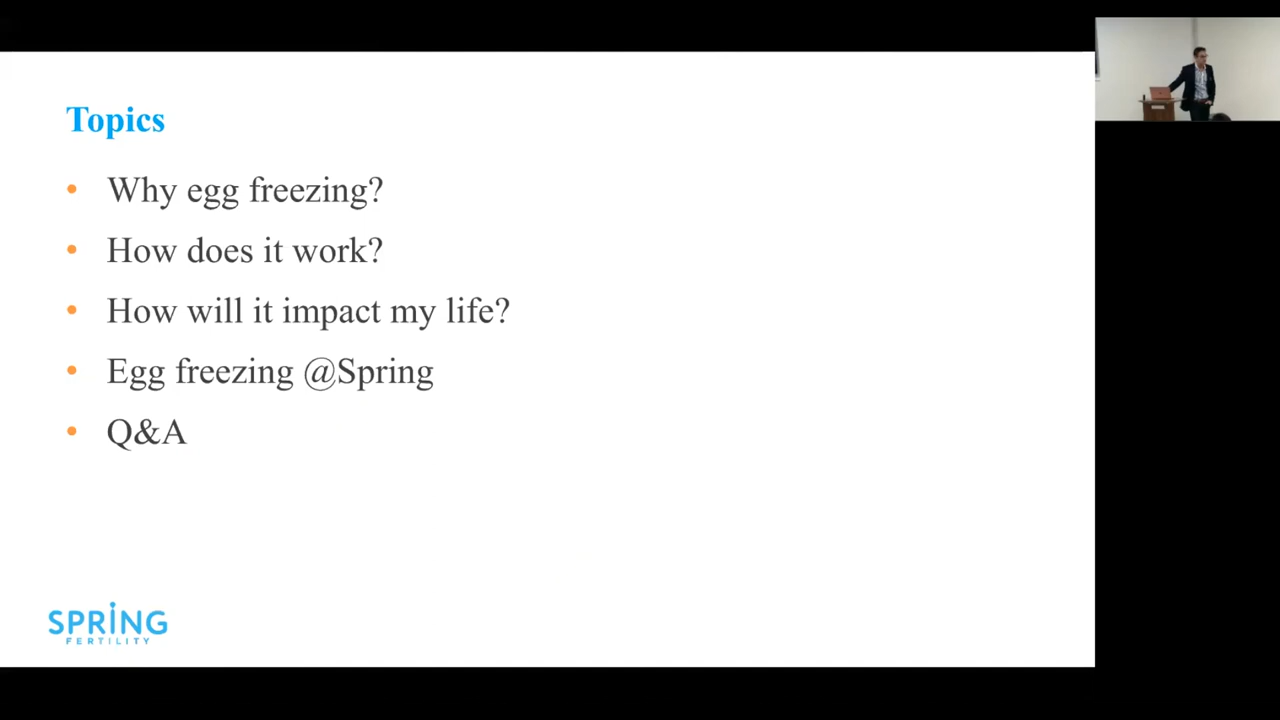 Topics
• Why egg freezing?
• How does it work?
• How will it impact my life?
• Egg freezing @Spring
• Q&A
SPRING
FERTILITY